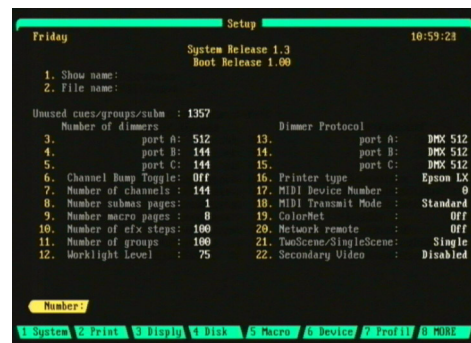 Setup
Friday 10:59:28
System Release 1.3
Boot Release 1.00
1. Show name:
2. File name:
Unused cues/groups/subm : 1357
Number of dimmers Dimmer Protocol
3. port A: 512 13. port A: DMX 512
4. port B: 144 14. port B: DMX 512
5. port C: 144 15. port C: DMX 512
6. Channel Bump Toggle: Off 16. Printer type : Epson LX
7. Number of channels : 144 17. MIDI Device Number : 0
8. Number submas pages: 1 18. MIDI Transmit Mode : Standard
9. Number macro pages : 8 19. ColorNet : Off
10. Number of efx steps: 100 20. Network remote : Off
11. Number of groups : 100 21. TwoScene/SingleScene: Single
12. Worklight Level : 75 22. Secondary Video : Disabled
Number:
1 System 2 Print 3 Disply 4 Disk 5 Macro 6 Device 7 Profil 8 MORE